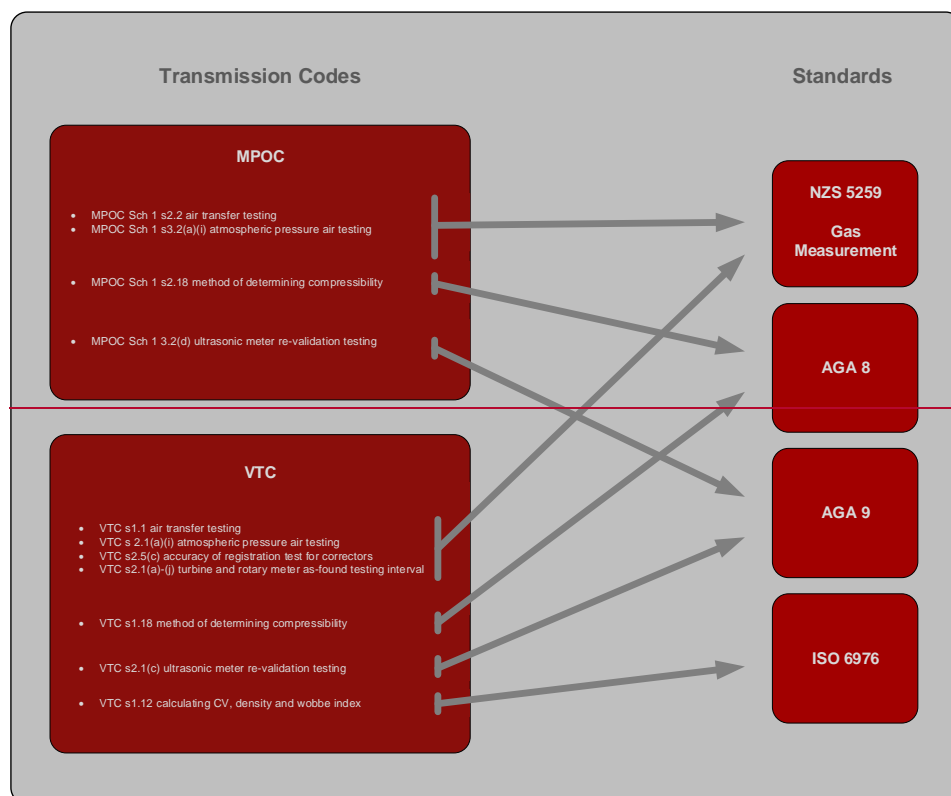 Transmission Codes
Standards
MPOC
• MPOC Sch 1 s2.2 air transfer testing
• MPOC Sch 1 s3.2(a)(i) atmospheric pressure air testing
• MPOC Sch 1 s2.18 method of determining compressibility
• MPOC Sch 1 3.2(d) ultrasonic meter re-validation testing
VTC
• VTC s1.1 air transfer testing
• VTC s 2.1(a)(i) atmospheric pressure air testing
• VTC s2.5(c) accuracy of registration test for correctors
• VTC s2.1(a)-(j) turbine and rotary meter as-found testing interval
• VTC s1.18 method of determining compressibility
• VTC s2.1(c) ultrasonic meter re-validation testing
• VTC s1.12 calculating CV, density and wobbe index
NZS 5259
Gas
Measurement
AGA 8
AGA 9
ISO 6976